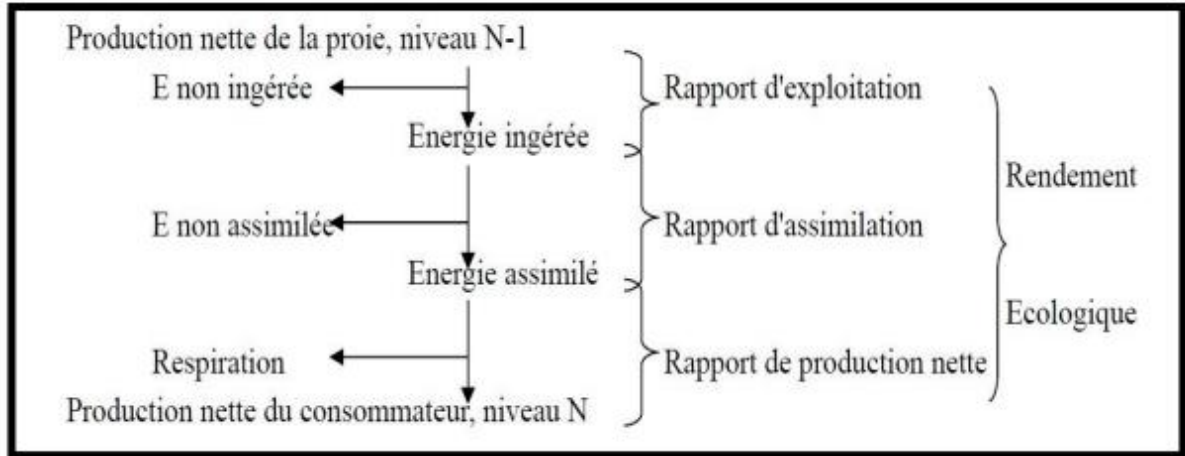 Production nette de la proie, niveau N-1
E non ingérée
Rapport d'exploitation
Energie ingérée
Rendement
E non assimilée
Rapport d'assimilation
Energie assimilé
Ecologique
Respiration
Rapport de production nette
Production nette du consommateur, niveau N